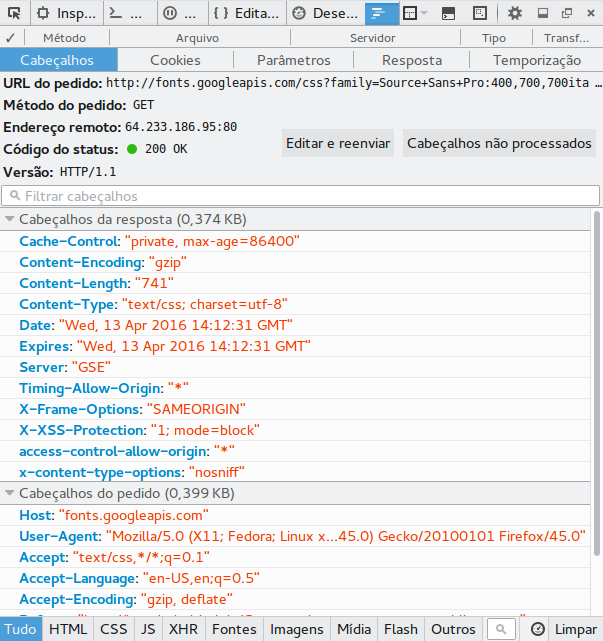 Insp... ... ... { } Edita... Dese...
✓ Método Arquivo Servidor Tipo Transf...
Cabeçalhos Cookies Parâmetros Resposta Temporização
URL do pedido: http://fonts.googleapis.com/css?family=Source+Sans+Pro:400,700,700ita ...
Método do pedido: GET
Endereço remoto: 64.233.186.95:80
Código do status: 200 OK
Editar e reenviar Cabeçalhos não processados
Versão: HTTP/1.1
Filtrar cabeçalhos
Cabeçalhos da resposta (0,374 KB)
Cache-Control: "private, max-age=86400"
Content-Encoding: "gzip"
Content-Length: "741"
Content-Type: "text/css; charset=utf-8"
Date: "Wed, 13 Apr 2016 14:12:31 GMT"
Expires: "Wed, 13 Apr 2016 14:12:31 GMT"
Server: "GSE"
Timing-Allow-Origin: "*"
X-Frame-Options: "SAMEORIGIN"
X-XSS-Protection: "1; mode=block"
access-control-allow-origin: "*"
x-content-type-options: "nosniff"
Cabeçalhos do pedido (0,399 KB)
Host: "fonts.googleapis.com"
User-Agent: "Mozilla/5.0 (X11; Fedora; Linux x...45.0) Gecko/20100101 Firefox/45.0"
Accept: "text/css,*/*;q=0.1"
Accept-Language: "en-US,en;q=0.5"
Accept-Encoding: "gzip, deflate"
Tudo HTML CSS JS XHR Fontes Imagens Mídia Flash Outros Limpar